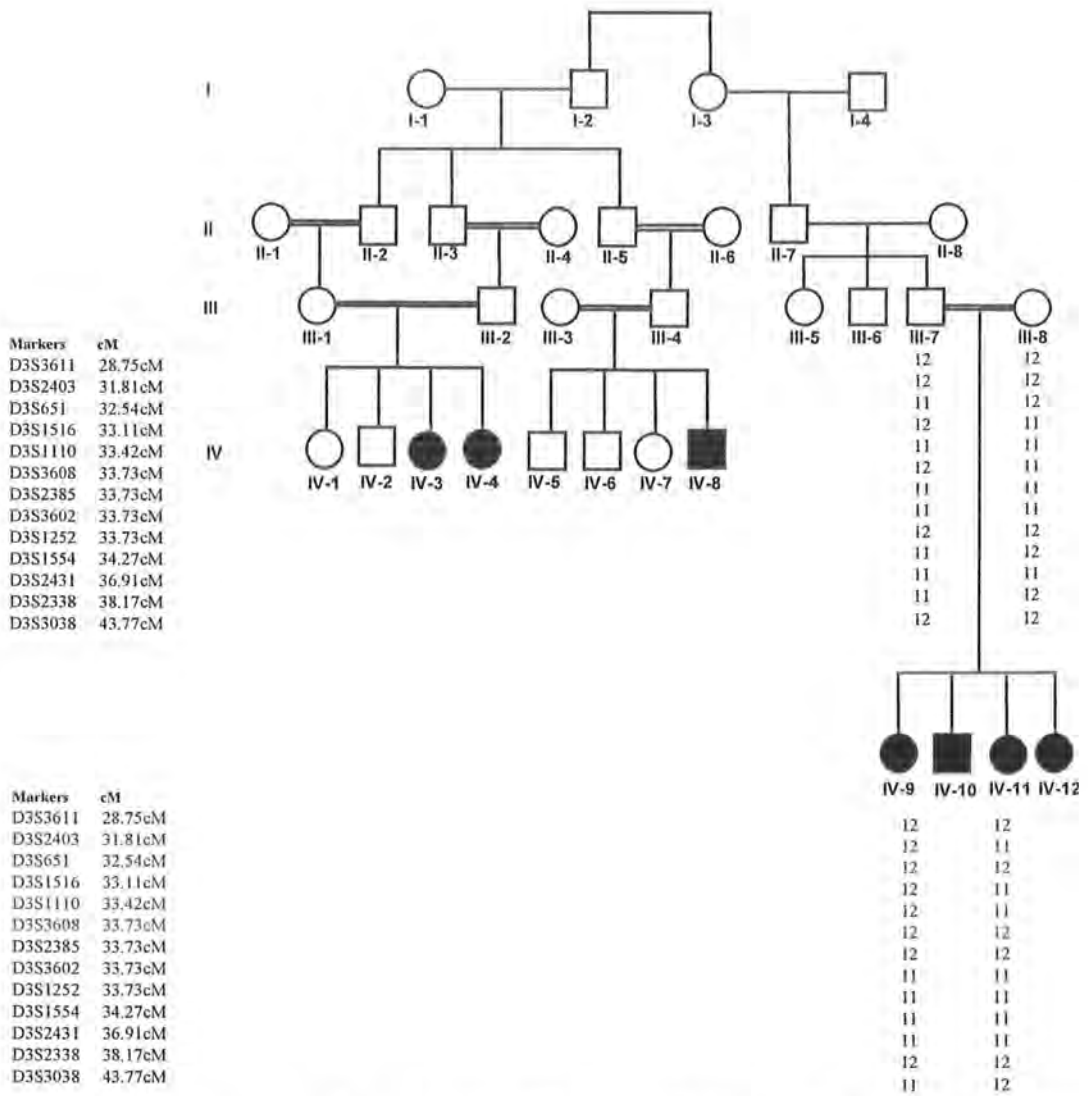 I
I-1 I-2 I-3 I-4
II
II-1 II-2 II-3 II-4 II-5 II-6 II-7 II-8
III
III-1 III-2 III-3 III-4 III-5 III-6 III-7 III-8
Markers cM
D3S3611 28.75cM 12 12
D3S2403 31.81cM 12 12
D3S651 32.54cM 11 12
D3S1516 33.11cM 12 11
D3S1110 33.42cM 11 11
D3S3608 33.73cM 12 11
D3S2385 33.73cM 11 11
D3S3602 33.73cM 11 11
D3S1252 33.73cM 12 12
D3S1554 34.27cM 11 12
D3S2431 36.91cM 11 11
D3S2338 38.17cM 11 12
D3S3038 43.77cM 12 12
IV
IV-1 IV-2 IV-3 IV-4 IV-5 IV-6 IV-7 IV-8
IV-9 IV-10 IV-11 IV-12
Markers cM
D3S3611 28.75cM 12 12
D3S2403 31.81cM 12 11
D3S651 32.54cM 12 12
D3S1516 33.11cM 12 11
D3S1110 33.42cM 12 11
D3S3608 33.73cM 12 12
D3S2385 33.73cM 12 12
D3S3602 33.73cM 11 11
D3S1252 33.73cM 11 11
D3S1554 34.27cM 11 11
D3S2431 36.91cM 11 11
D3S2338 38.17cM 12 12
D3S3038 43.77cM 11 12